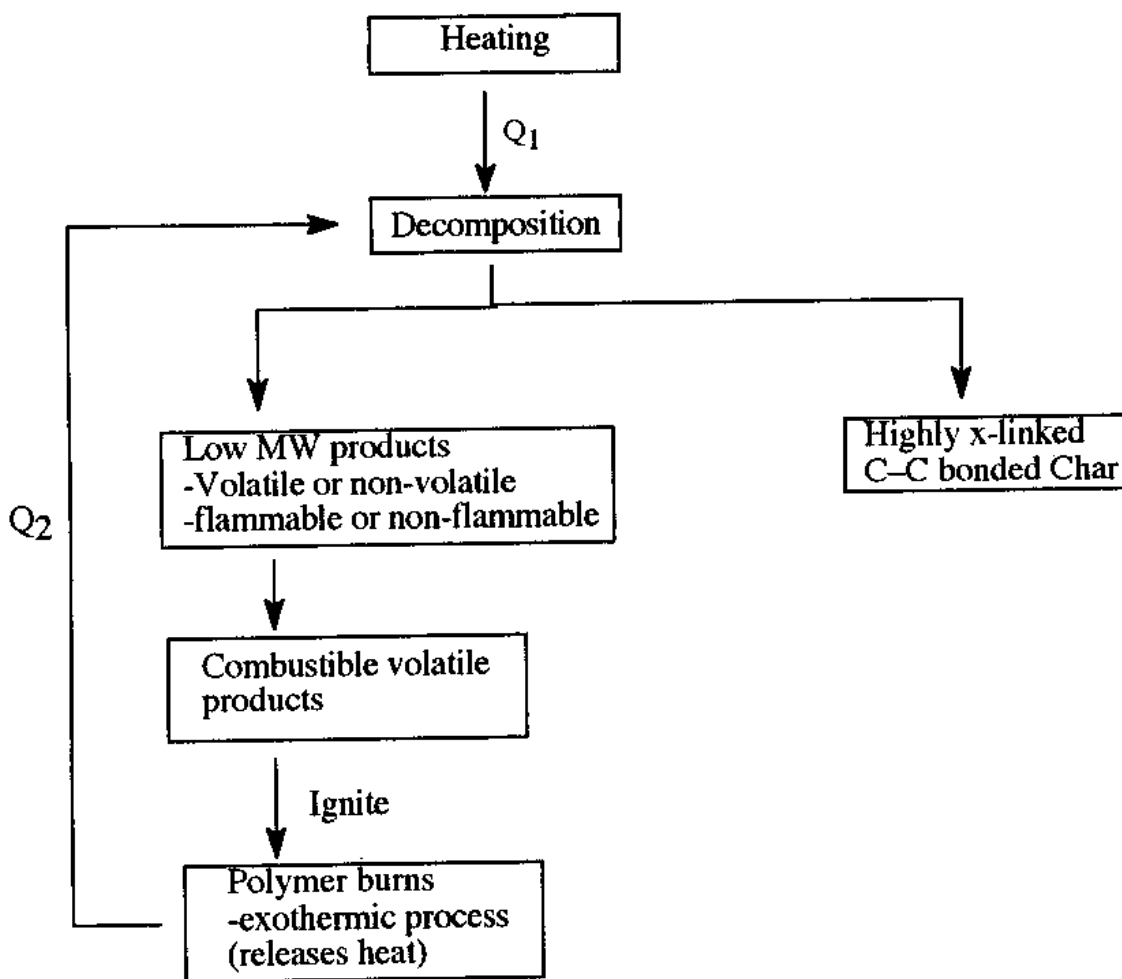 Heating
Q1
Decomposition
Low MW products
-Volatile or non-volatile
-flammable or non-flammable
Highly x-linked
C–C bonded Char
Q2
Combustible volatile
products
Ignite
Polymer burns
-exothermic process
(releases heat)